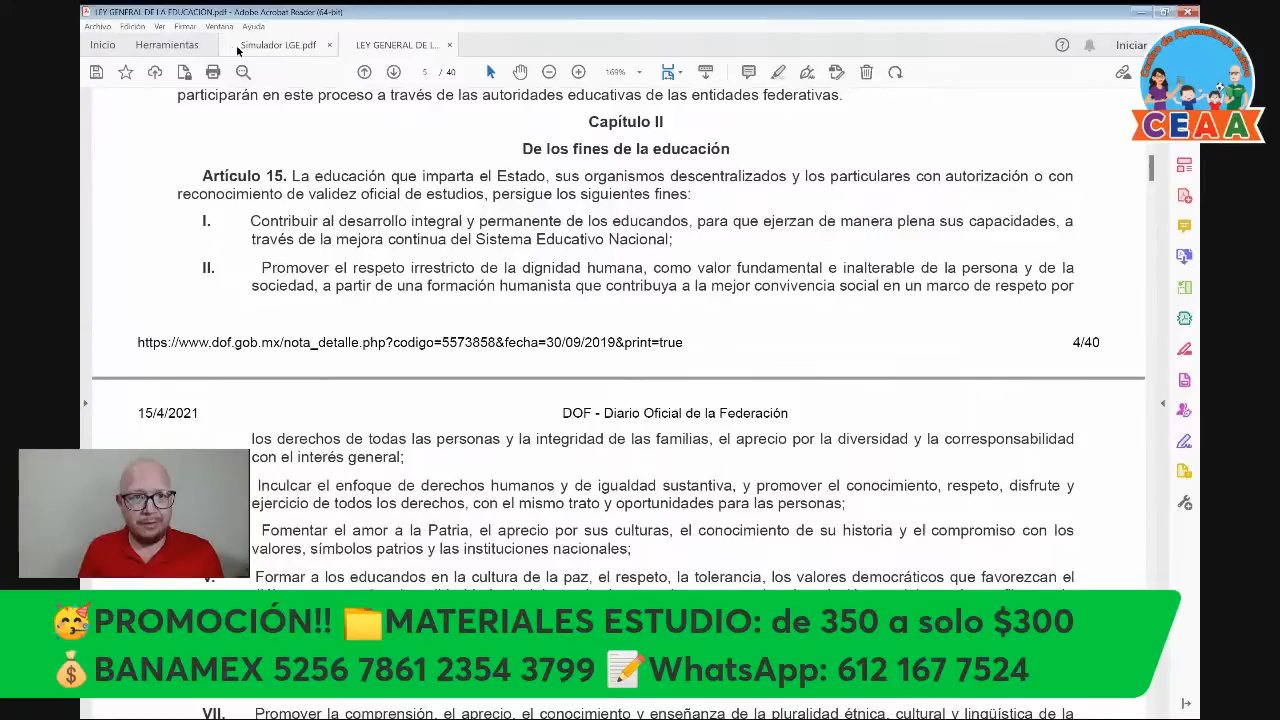 LEY GENERAL DE LA EDUCACIÓN.pdf - Adobe Acrobat Reader (64-bit)
Archivo Edición Ver Firmar Ventana Ayuda
Inicio Herramientas Simulador LGE.pdf × LEY GENERAL DE L... × Iniciar
5 / 40 169%
participarán en este proceso a través de las autoridades educativas de las entidades federativas.
Capítulo II
De los fines de la educación
Artículo 15. La educación que imparta el Estado, sus organismos descentralizados y los particulares con autorización o con
reconocimiento de validez oficial de estudios, persigue los siguientes fines:
I. Contribuir al desarrollo integral y permanente de los educandos, para que ejerzan de manera plena sus capacidades, a
través de la mejora continua del Sistema Educativo Nacional;
II. Promover el respeto irrestricto de la dignidad humana, como valor fundamental e inalterable de la persona y de la
sociedad, a partir de una formación humanista que contribuya a la mejor convivencia social en un marco de respeto por
https://www.dof.gob.mx/nota_detalle.php?codigo=5573858&fecha=30/09/2019&print=true 4/40
15/4/2021 DOF - Diario Oficial de la Federación
los derechos de todas las personas y la integridad de las familias, el aprecio por la diversidad y la corresponsabilidad
con el interés general;
Inculcar el enfoque de derechos humanos y de igualdad sustantiva, y promover el conocimiento, respeto, disfrute y
ejercicio de todos los derechos, con el mismo trato y oportunidades para las personas;
Fomentar el amor a la Patria, el aprecio por sus culturas, el conocimiento de su historia y el compromiso con los
valores, símbolos patrios y las instituciones nacionales;
V. Formar a los educandos en la cultura de la paz, el respeto, la tolerancia, los valores democráticos que favorezcan el
🥳PROMOCIÓN!! 🗂️MATERIALES ESTUDIO: de 350 a solo $300
💰BANAMEX 5256 7861 2354 3799 📝WhatsApp: 612 167 7524
VII. Promover la comprensión, el aprecio, el conocimiento y enseñanza de la pluralidad étnica, cultural y lingüística de la
Centro de Aprendizaje Activo
CEAA